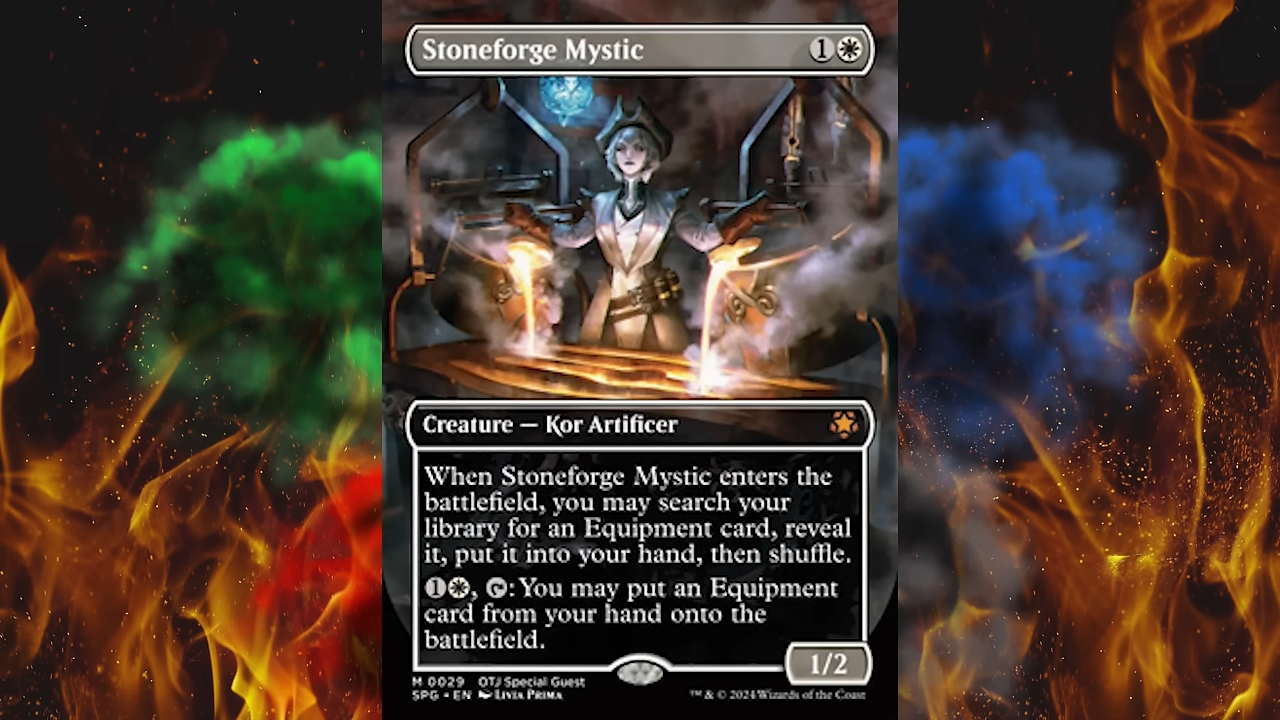 Stoneforge Mystic 1
Creature — Kor Artificer
When Stoneforge Mystic enters the
battlefield, you may search your
library for an Equipment card, reveal
it, put it into your hand, then shuffle.
1, : You may put an Equipment
card from your hand onto the
battlefield.
1/2
M 0029 OTJ Special Guest
SPG • EN Livia Prima
™ & © 2024 Wizards of the Coast